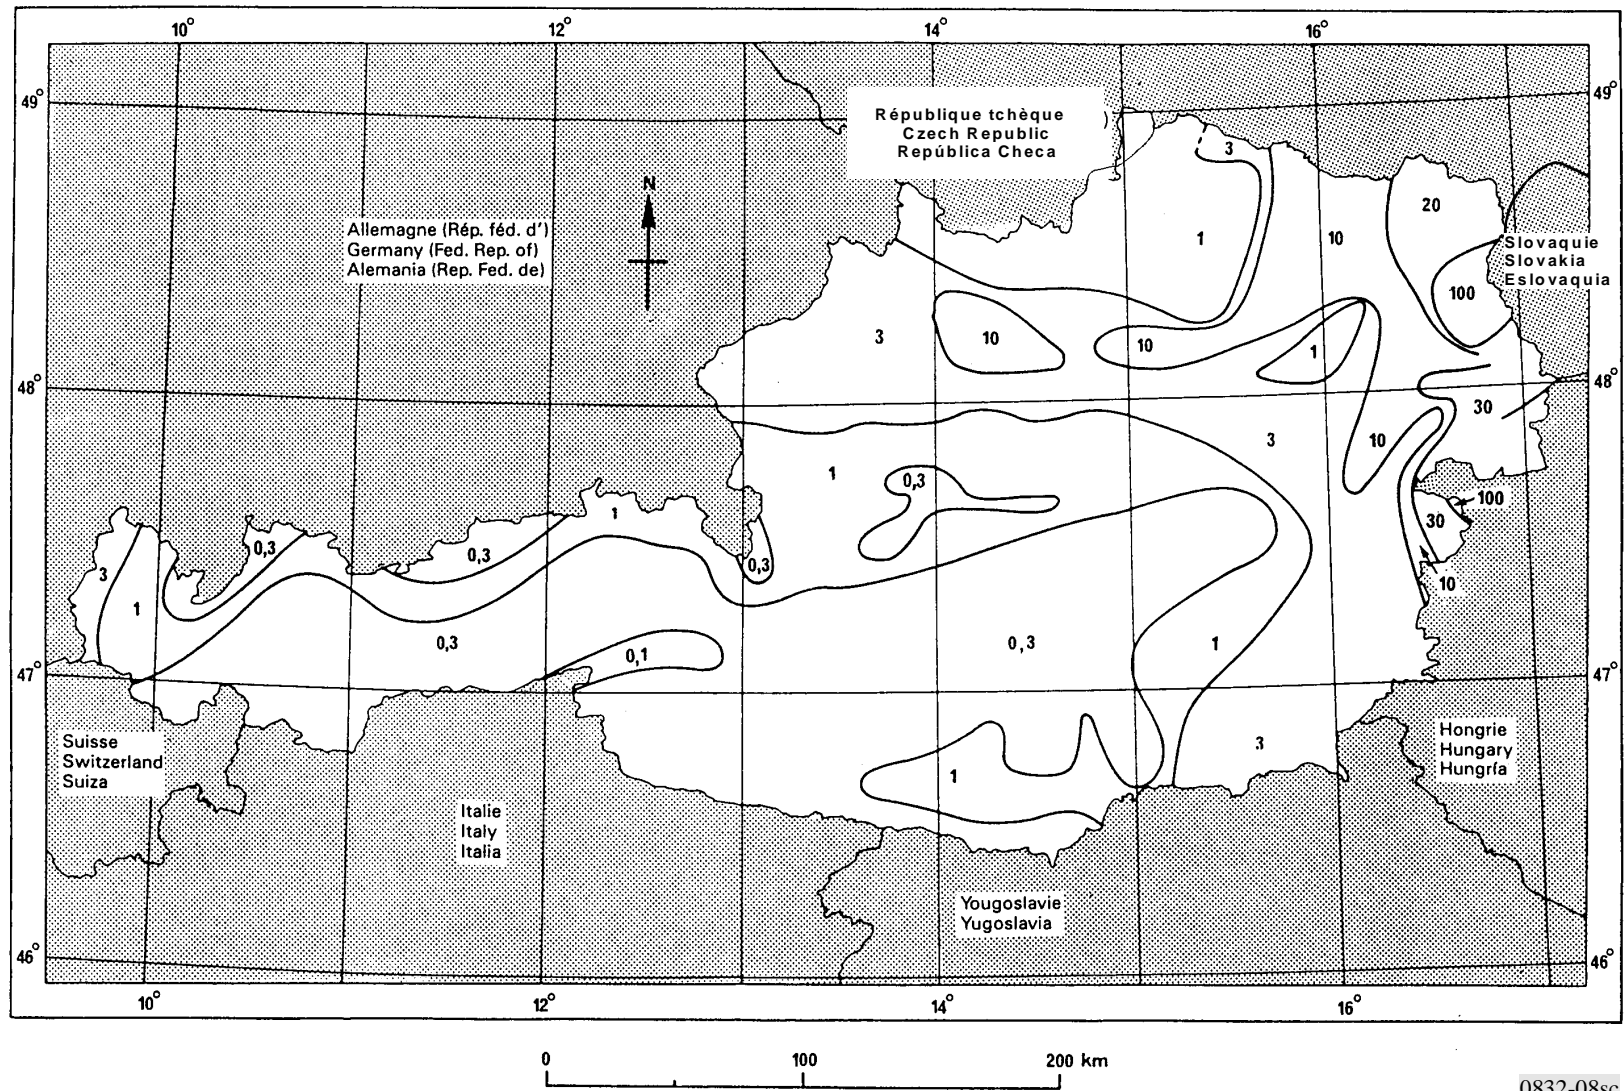 10°
12°
14°
16°
49°
49°
République tchèque
Czech Republic
República Checa
N
3
20
Allemagne (Rép. féd. d')
Germany (Fed. Rep. of)
Alemania (Rep. Fed. de)
1
10
Slovaquie
Slovakia
Eslovaquia
100
3
10
10
1
48°
48°
30
3
10
1
0,3
100
1
30
0,3
0,3
0,3
3
10
1
0,3
0,1
0,3
1
47°
47°
Suisse
Switzerland
Suiza
3
Hongrie
Hungary
Hungría
1
Italie
Italy
Italia
Yougoslavie
Yugoslavia
46°
46°
10°
12°
14°
16°
0
100
200 km
0832-08sc